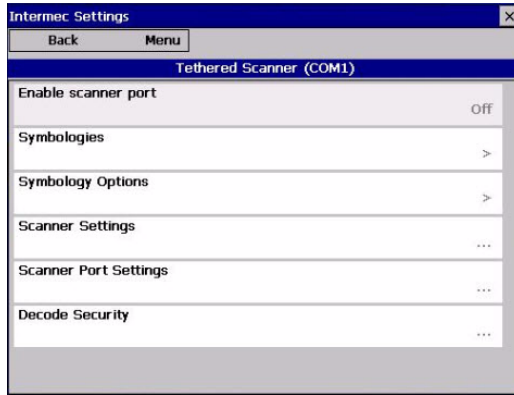 Intermec Settings
Back Menu
Tethered Scanner (COM1)
Enable scanner port
Off
Symbologies
>
Symbology Options
>
Scanner Settings
...
Scanner Port Settings
...
Decode Security
...